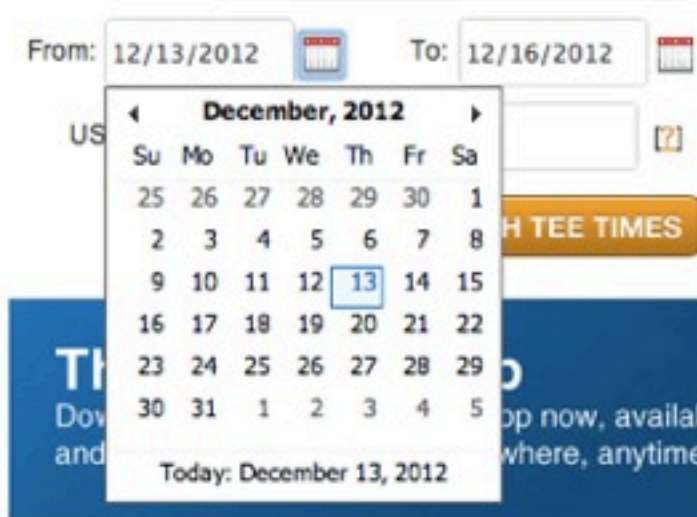 From: 12/13/2012 To: 12/16/2012
December, 2012
US [?]
Su Mo Tu We Th Fr Sa
25 26 27 28 29 30 1
2 3 4 5 6 7 8
H TEE TIMES
9 10 11 12 13 14 15
16 17 18 19 20 21 22
23 24 25 26 27 28 29
30 31 1 2 3 4 5
now, availa
and where, anytime
Today: December 13, 2012